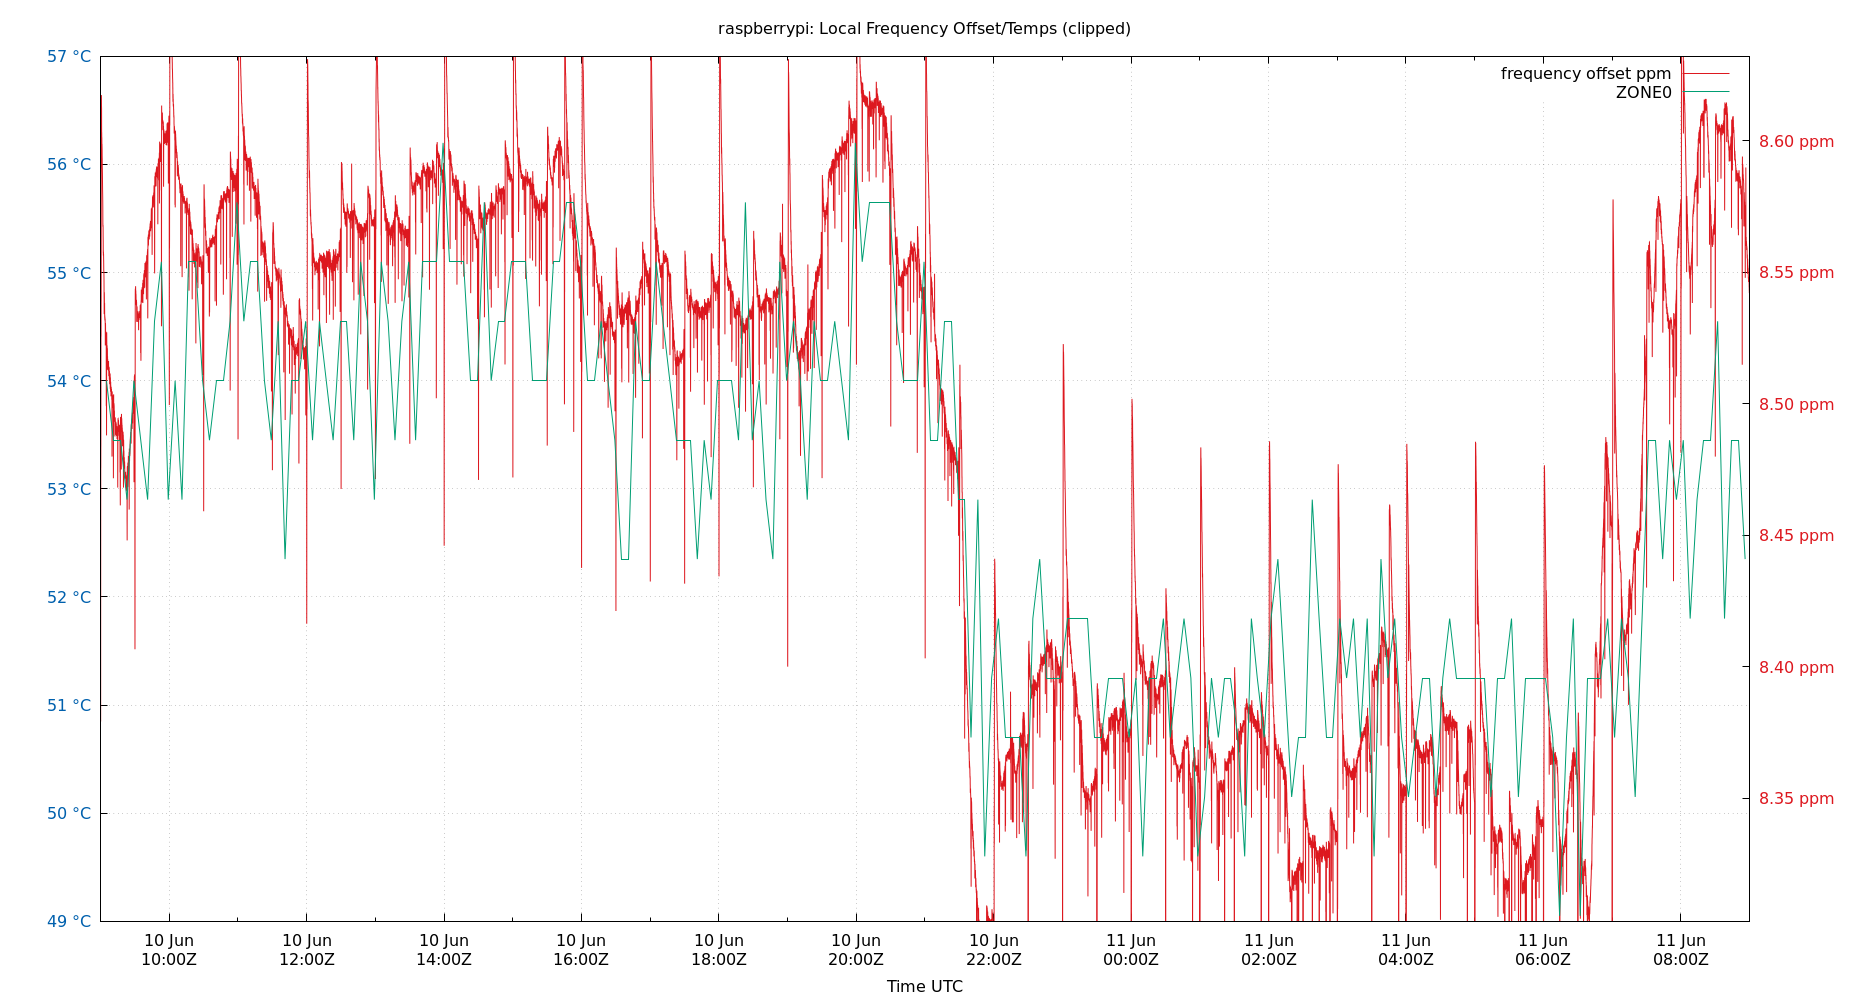 raspberrypi: Local Frequency Offset/Temps (clipped)
57 °C
56 °C
55 °C
54 °C
53 °C
52 °C
51 °C
50 °C
49 °C
frequency offset ppm
ZONE0
8.60 ppm
8.55 ppm
8.50 ppm
8.45 ppm
8.40 ppm
8.35 ppm
10 Jun 10 Jun 10 Jun 10 Jun 10 Jun 10 Jun 10 Jun 11 Jun 11 Jun 11 Jun 11 Jun 11 Jun
10:00Z 12:00Z 14:00Z 16:00Z 18:00Z 20:00Z 22:00Z 00:00Z 02:00Z 04:00Z 06:00Z 08:00Z
Time UTC